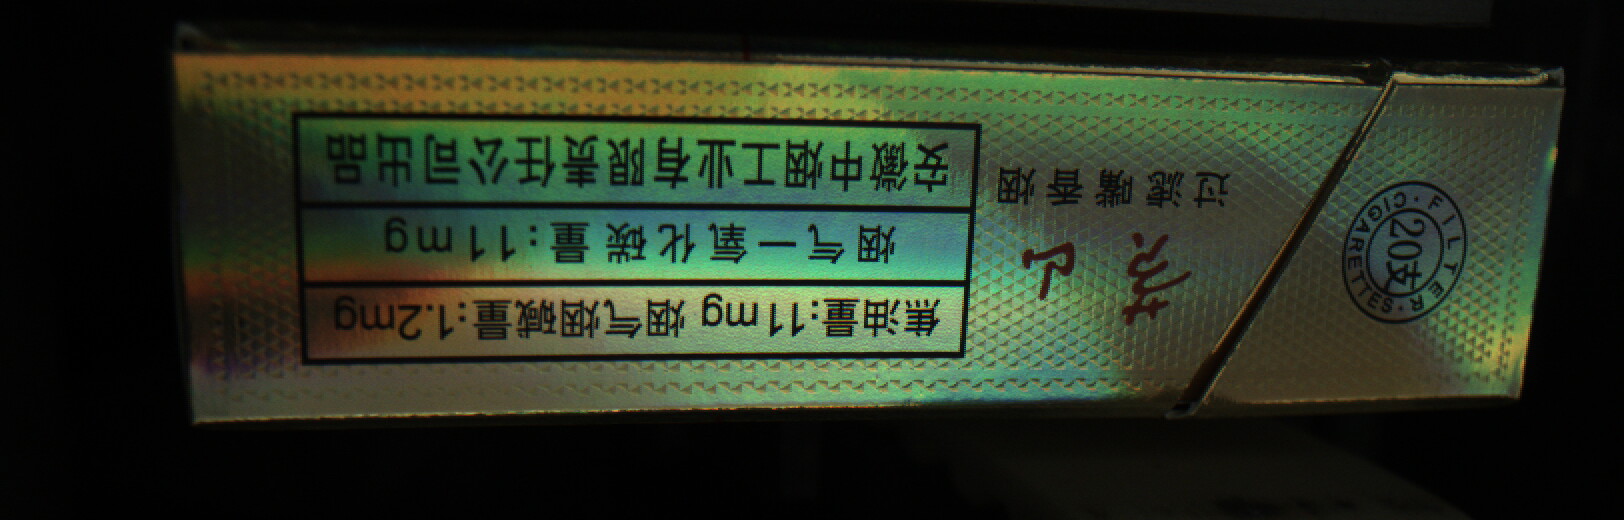 FILTER · CIGARETTES ·
20支
黄山
过滤嘴香烟
焦油量:11mg 烟气烟碱量:1.2mg
烟气一氧化碳量:11mg
安徽中烟工业有限责任公司出品